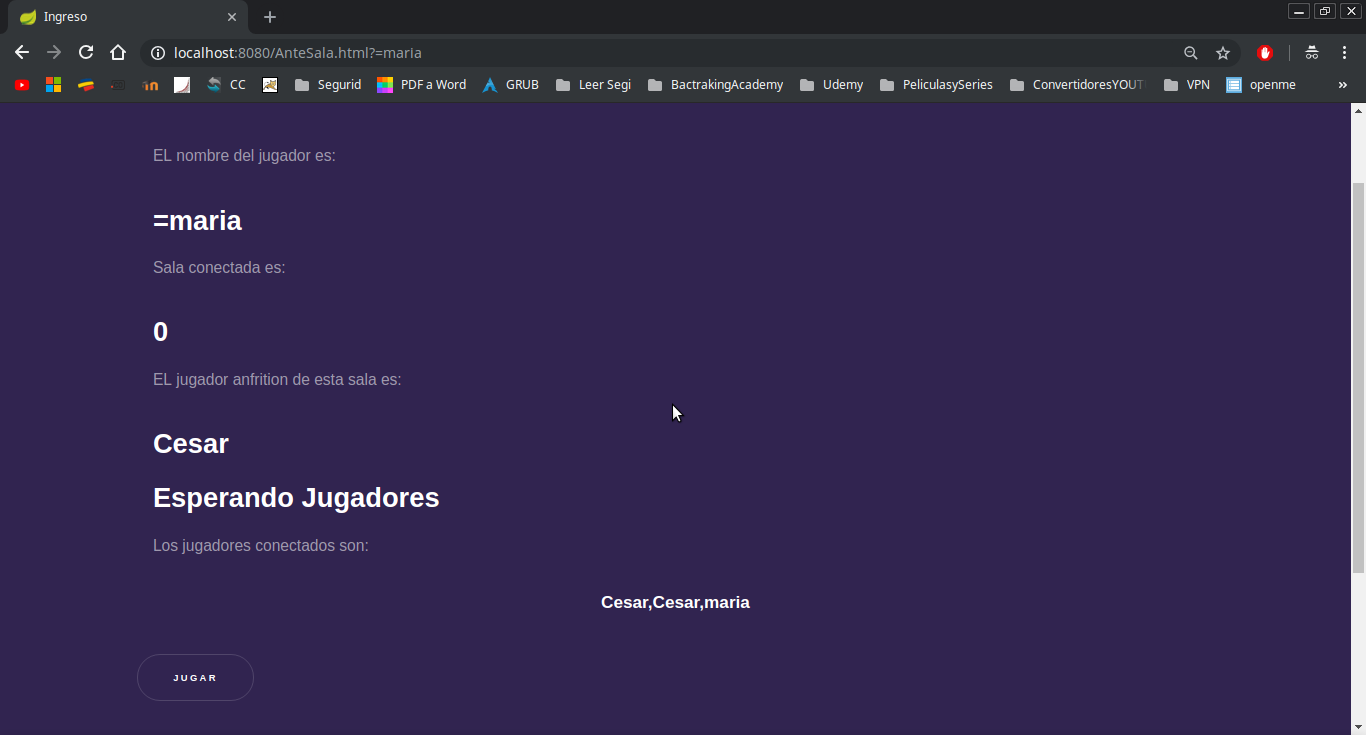 Ingreso
localhost:8080/AnteSala.html?=maria
CC Segurid PDF a Word GRUB Leer Segi BactrakingAcademy Udemy PeliculasySeries ConvertidoresYOUT VPN openme »
EL nombre del jugador es:
=maria
Sala conectada es:
0
EL jugador anfrition de esta sala es:
Cesar
Esperando Jugadores
Los jugadores conectados son:
Cesar,Cesar,maria
JUGAR